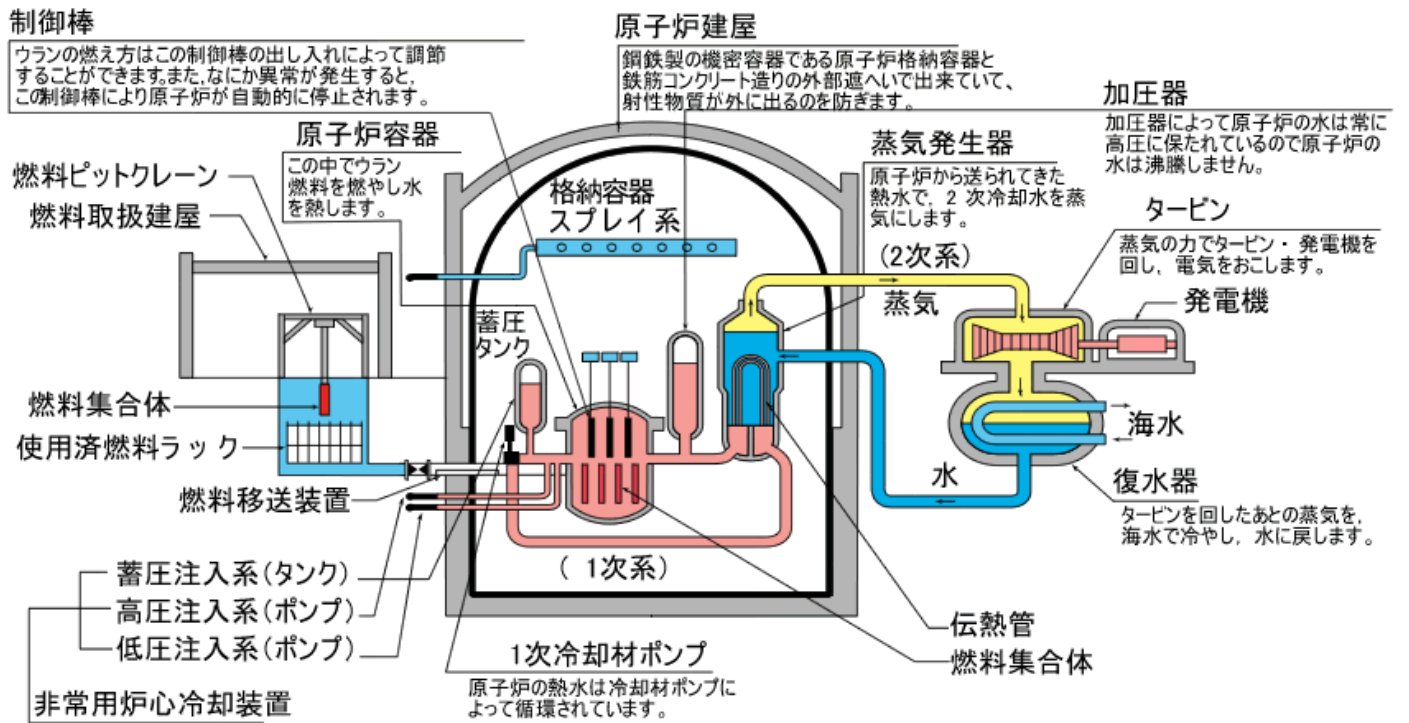 制御棒
ウランの燃え方はこの制御棒の出し入れによって調節
することができます。また、なにか異常が発生すると、
この制御棒により原子炉が自動的に停止されます。
原子炉建屋
鋼鉄製の機密容器である原子炉格納容器と
鉄筋コンクリート造りの外部遮へいで出来ていて、
射性物質が外に出るのを防ぎます。
加圧器
加圧器によって原子炉の水は常に
高圧に保たれているので原子炉の
水は沸騰しません。
原子炉容器
この中でウラン
燃料を燃やし水
を熱します。
蒸気発生器
原子炉から送られてきた
熱水で、2 次冷却水を蒸
気にします。
燃料ピットクレーン
燃料取扱建屋
格納容器
スプレイ系
タービン
蒸気の力でタービン・発電機を
回し、電気をおこします。
(2次系)
蒸気
発電機
蓄圧
タンク
燃料集合体
使用済燃料ラック
海水
水
燃料移送装置
復水器
タービンを回したあとの蒸気を、
海水で冷やし、水に戻します。
(1次系)
蓄圧注入系(タンク)
高圧注入系(ポンプ)
低圧注入系(ポンプ)
非常用炉心冷却装置
1次冷却材ポンプ
原子炉の熱水は冷却材ポンプに
よって循環されています。
伝熱管
燃料集合体